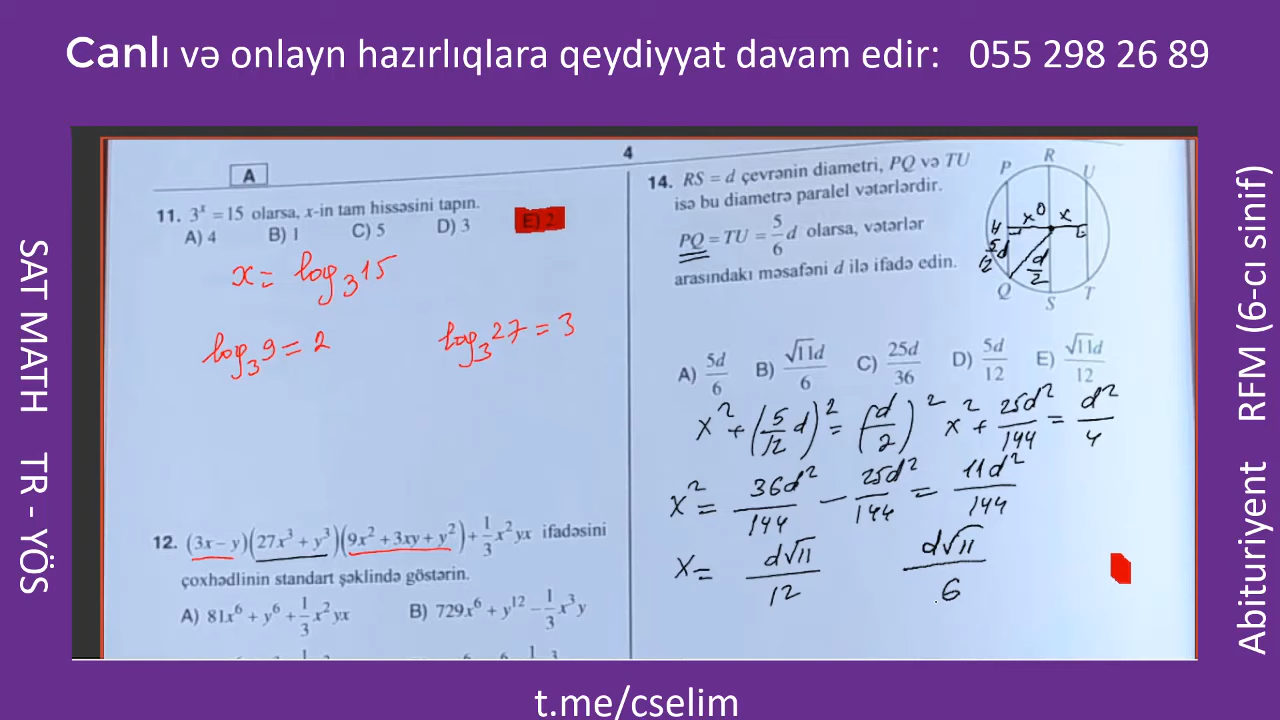 Canlı və onlayn hazırlıqlara qeydiyyat davam edir: 055 298 26 89
SAT MATH TR - YÖS
4
A
11. 3^x = 15 olarsa, x-in tam hissəsini tapın.
A) 4 B) 1 C) 5 D) 3 E) 2
x = log₃15
log₃9 = 2 log₃27 = 3
12. (3x − y)(27x³ + y³)(9x² + 3xy + y²) + 1/3 x²yx ifadəsini
çoxhədlinin standart şəklində göstərin.
A) 81x⁶ + y⁶ + 1/3 x²yx B) 729x⁶ + y¹² − 1/3 x³y
14. RS = d çevrənin diametri, PQ və TU
isə bu diametrə paralel vətərlərdir.
PQ = TU = 5/6 d olarsa, vətərlər
arasındakı məsafəni d ilə ifadə edin.
P R U
x O x
5/12 d
d/2
Q S T
A) 5d/6 B) √11d/6 C) 25d/36 D) 5d/12 E) √11d/12
x² + (5/12 d)² = (d/2)² x² + 25d²/144 = d²/4
x² = 36d²/144 − 25d²/144 = 11d²/144
x = d√11/12 d√11/6
Abituriyent RFM (6-cı sinif)
t.me/cselim